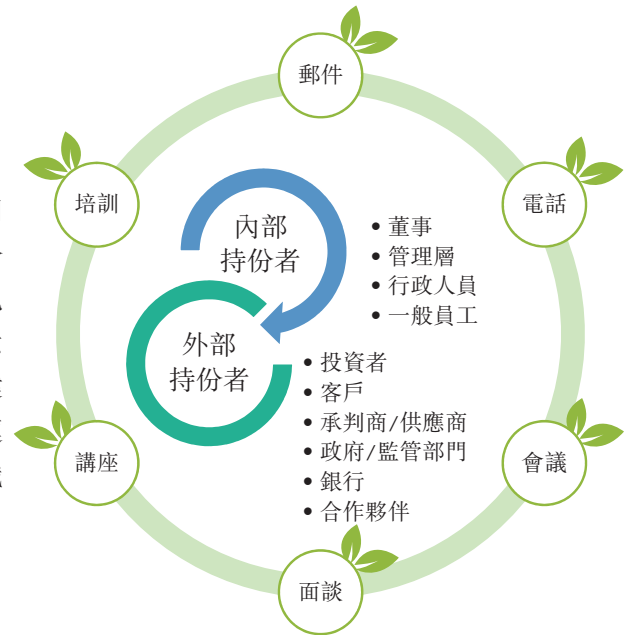 郵件
培訓
電話
內部
持份者
• 董事
• 管理層
• 行政人員
• 一般員工
外部
持份者
• 投資者
• 客戶
• 承判商/供應商
• 政府/監管部門
• 銀行
• 合作夥伴
講座
會議
面談